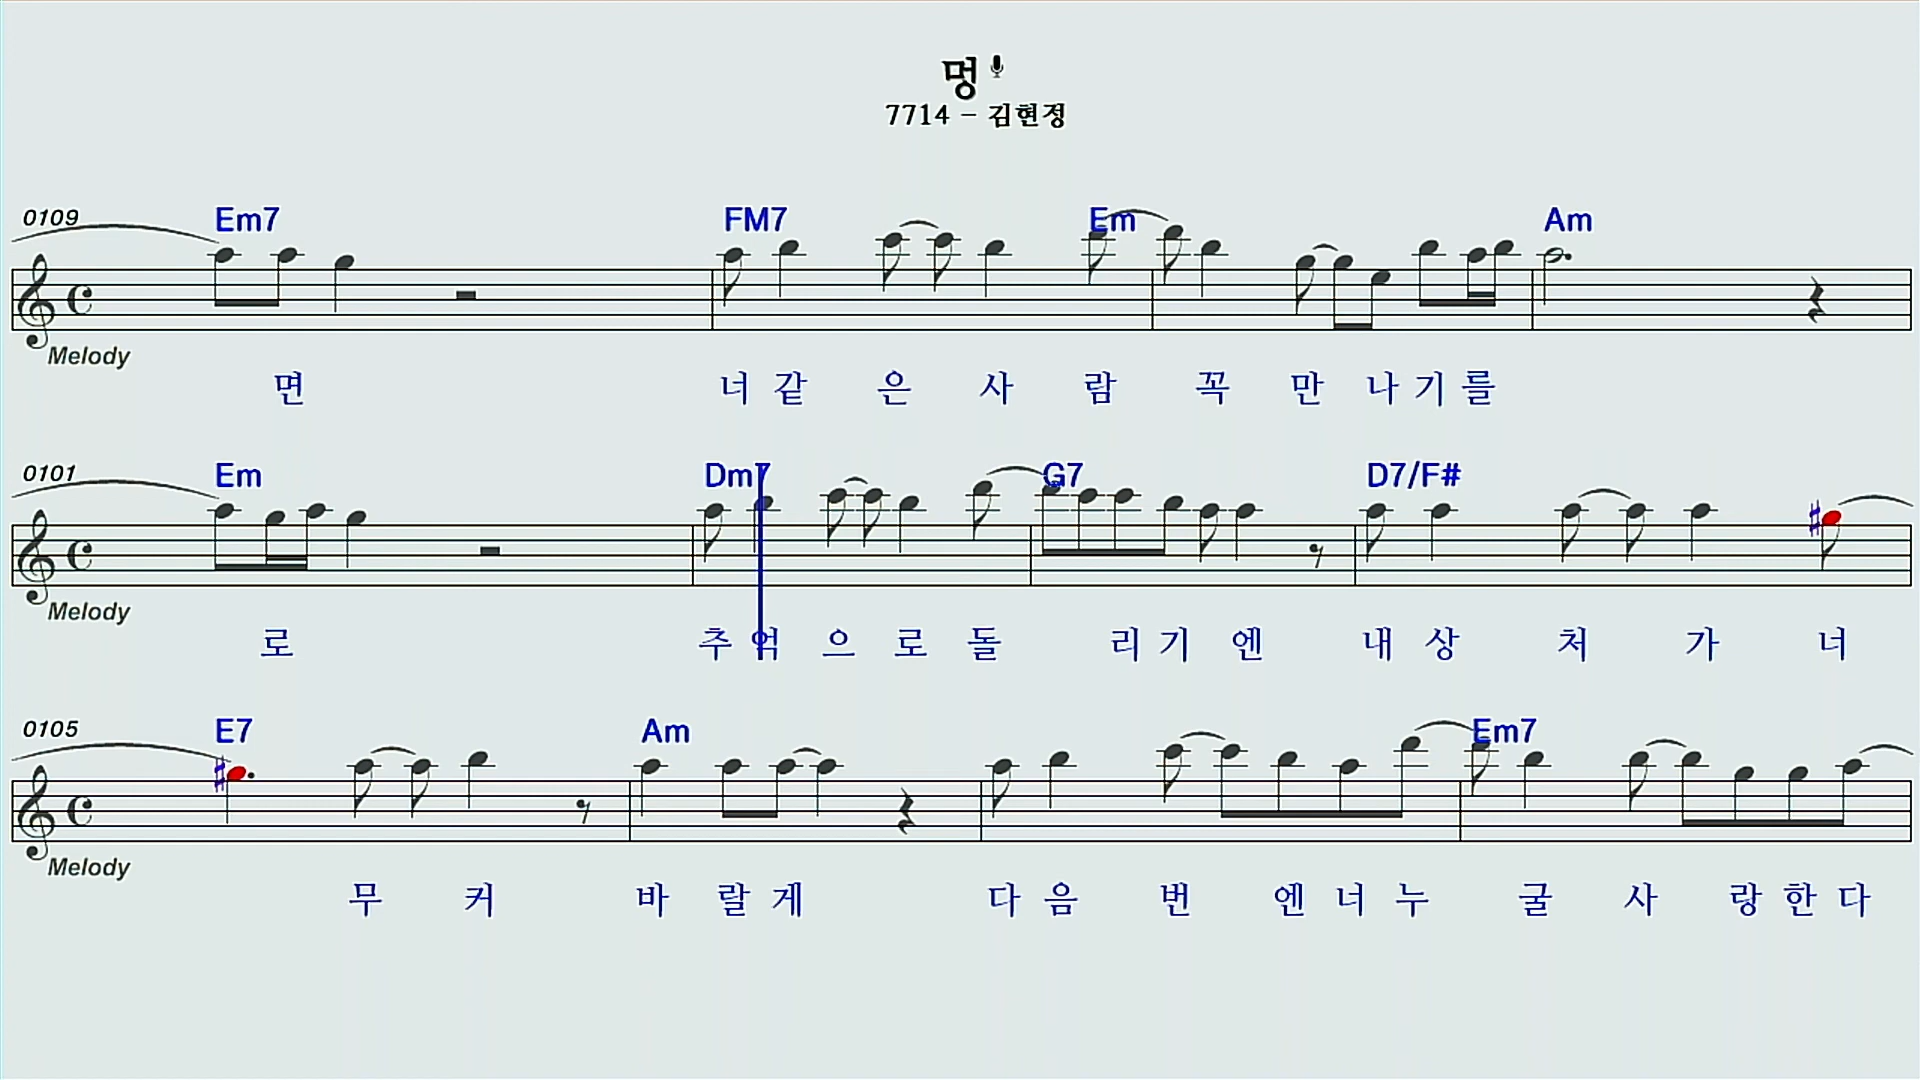 멍
7714 - 김현정
0109 Em7 FM7 Em Am
Melody
면 너 같 은 사 람 꼭 만 나 기 를
0101 Em Dm7 G7 D7/F#
Melody
로 추 억 으 로 돌 리 기 엔 내 상 처 가 너
0105 E7 Am Em7
Melody
무 커 바 랄 게 다 음 번 엔 너 누 굴 사 랑 한 다